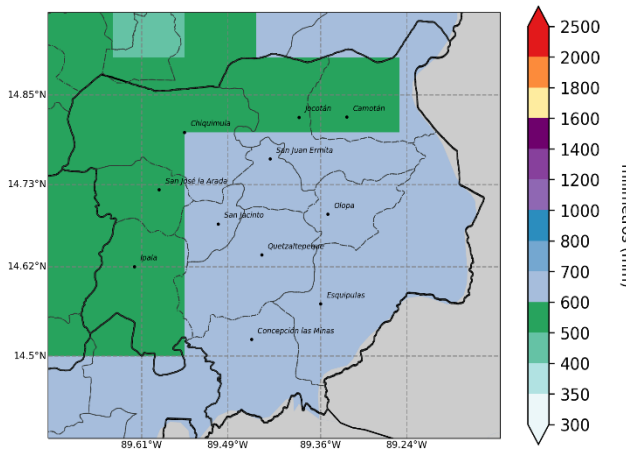 2500
2000
1800
1600
1400
1200
1000
800
700
600
500
400
350
300
14.85°N
14.73°N
14.62°N
14.5°N
Jocotán
Camotán
Chiquimula
San Juan Ermita
San José la Arada
San Jacinto
Olopa
Quetzaltepeque
Ipala
Esquipulas
Concepción las Minas
89.61°W
89.49°W
89.36°W
89.24°W